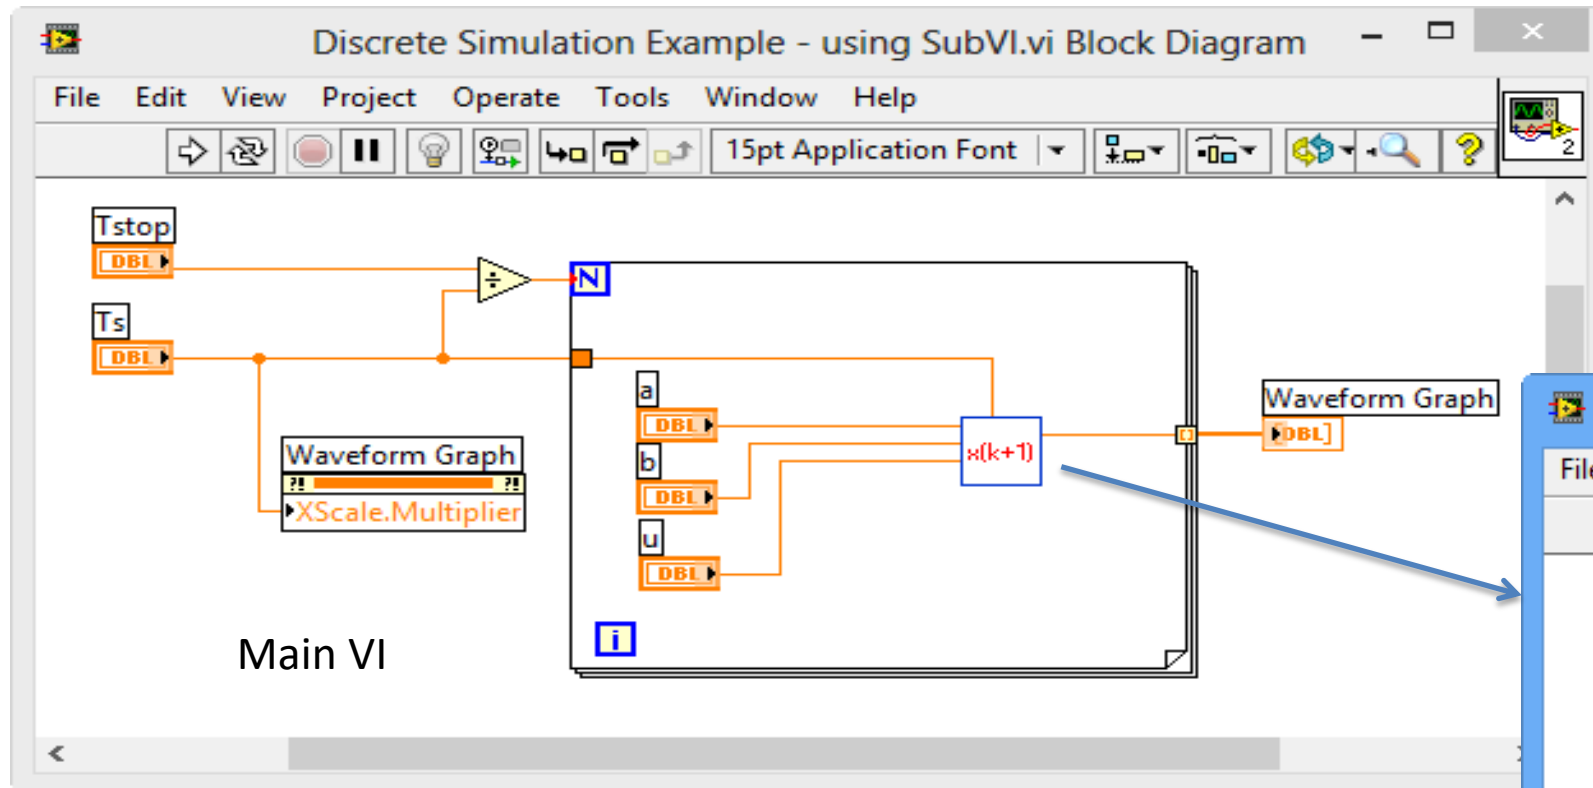 Discrete Simulation Example - using SubVI.vi Block Diagram
File Edit View Project Operate Tools Window Help
15pt Application Font
2
Tstop
DBL
÷
N
Ts
DBL
a
DBL
b
DBL
u
DBL
x(k+1)
i
Waveform Graph
?! ?!
XScale.Multiplier
Waveform Graph
[DBL]
Main VI
File